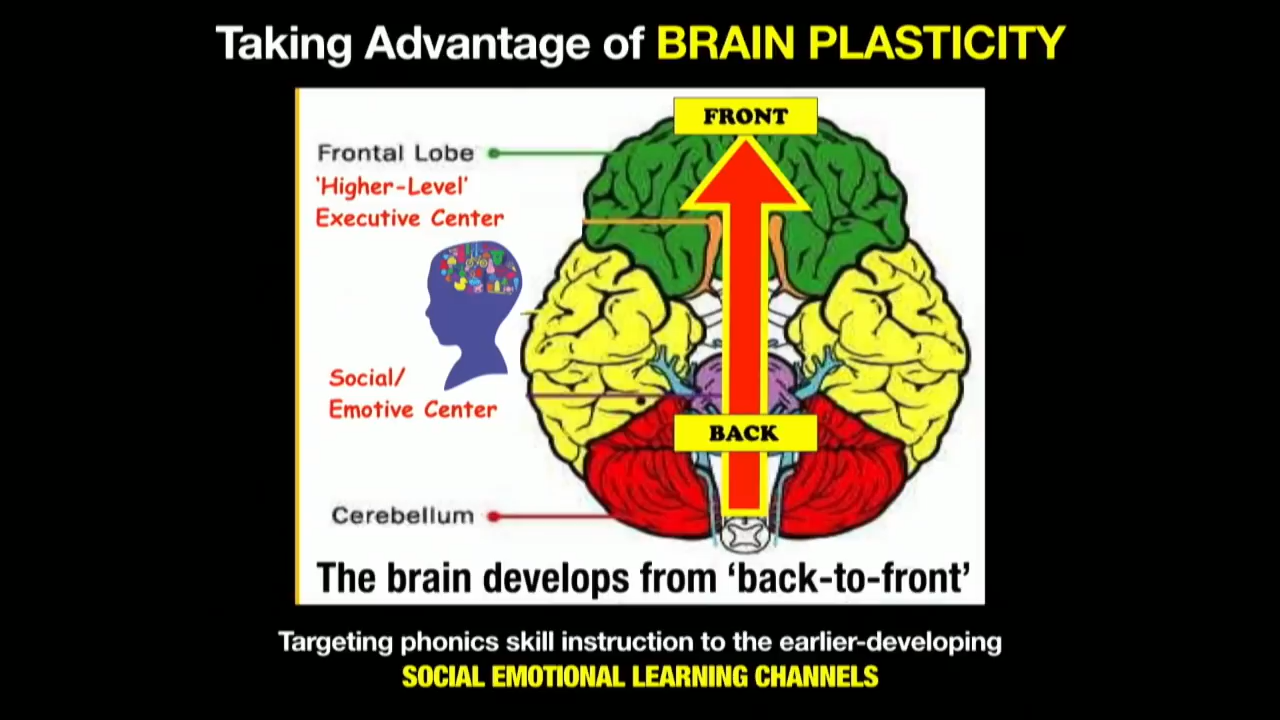 Taking Advantage of BRAIN PLASTICITY
FRONT
Frontal Lobe
‘Higher-Level’
Executive Center
Social/
Emotive Center
BACK
Cerebellum
The brain develops from ‘back-to-front’
Targeting phonics skill instruction to the earlier-developing
SOCIAL EMOTIONAL LEARNING CHANNELS